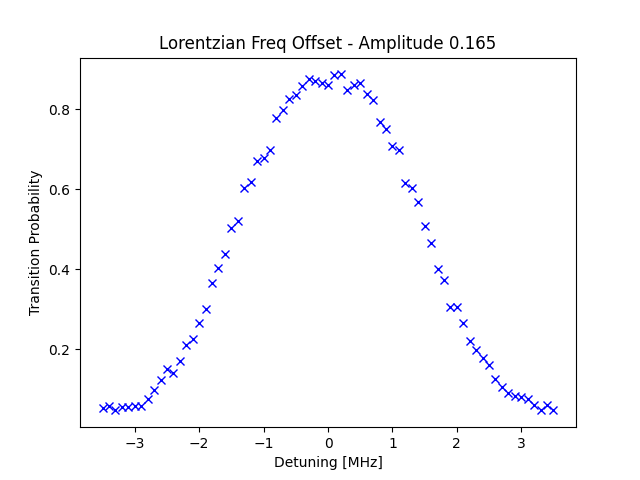 Lorentzian Freq Offset - Amplitude 0.165
Transition Probability
0.8
0.6
0.4
0.2
−3 −2 −1 0 1 2 3
Detuning [MHz]